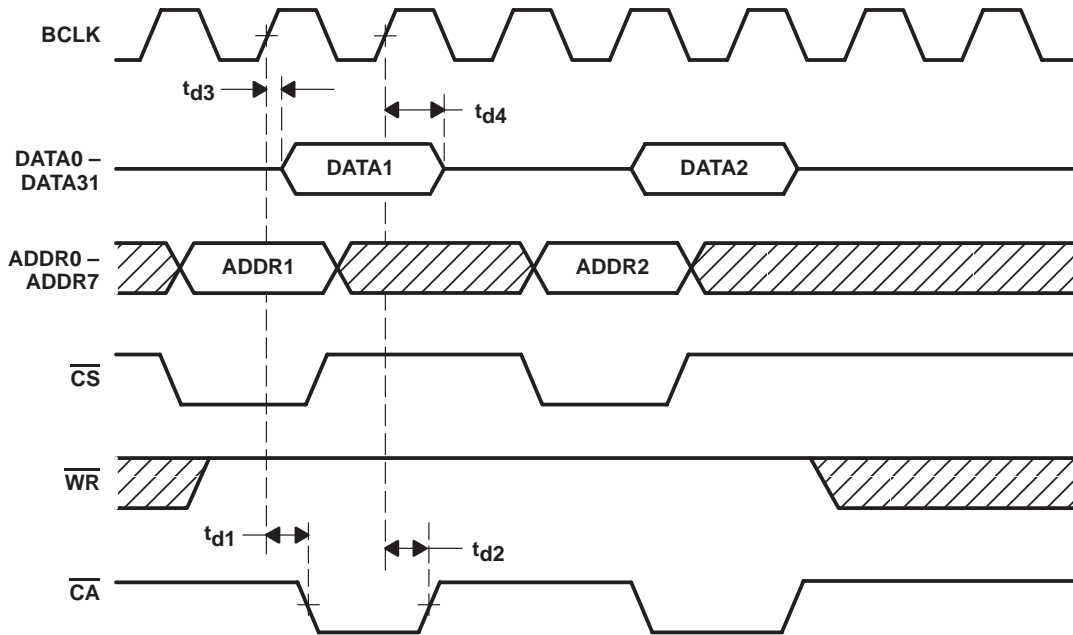 BCLK
td3
td4
DATA0 –
DATA31
DATA1
DATA2
ADDR0 –
ADDR7
ADDR1
ADDR2
CS
WR
td1
td2
CA